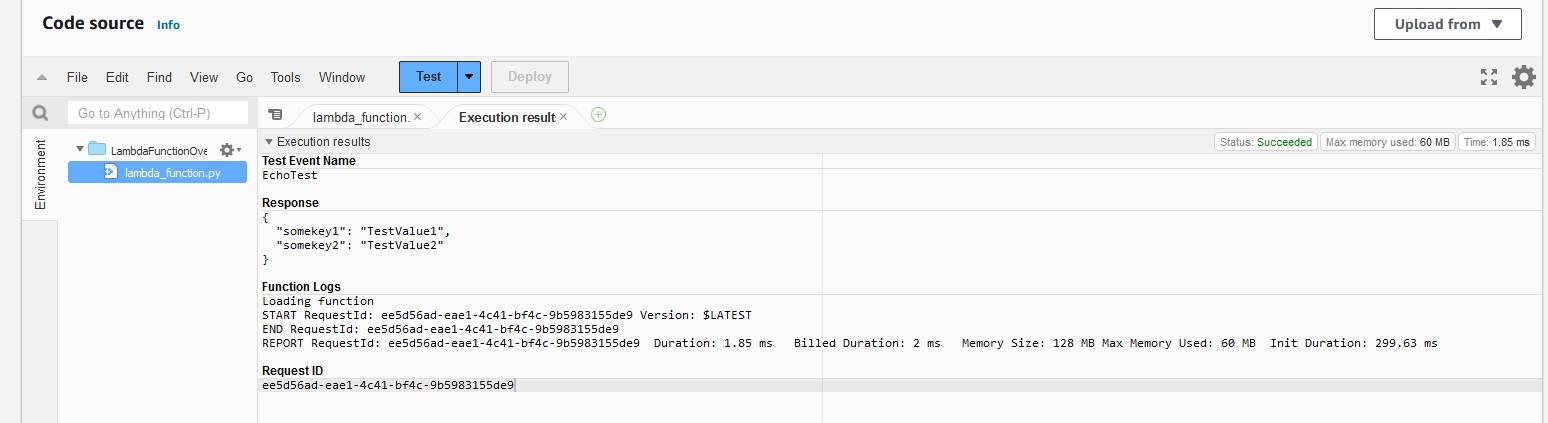 Code source Info
Upload from
File Edit Find View Go Tools Window Test Deploy
Go to Anything (Ctrl-P)
lambda_function. Execution result
Environment
LambdaFunctionOve
lambda_function.py
Execution results
Status: Succeeded Max memory used: 60 MB Time: 1.85 ms
Test Event Name
EchoTest
Response
{
"somekey1": "TestValue1",
"somekey2": "TestValue2"
}
Function Logs
Loading function
START RequestId: ee5d56ad-eae1-4c41-bf4c-9b5983155de9 Version: $LATEST
END RequestId: ee5d56ad-eae1-4c41-bf4c-9b5983155de9
REPORT RequestId: ee5d56ad-eae1-4c41-bf4c-9b5983155de9 Duration: 1.85 ms Billed Duration: 2 ms Memory Size: 128 MB Max Memory Used: 60 MB Init Duration: 299.63 ms
Request ID
ee5d56ad-eae1-4c41-bf4c-9b5983155de9